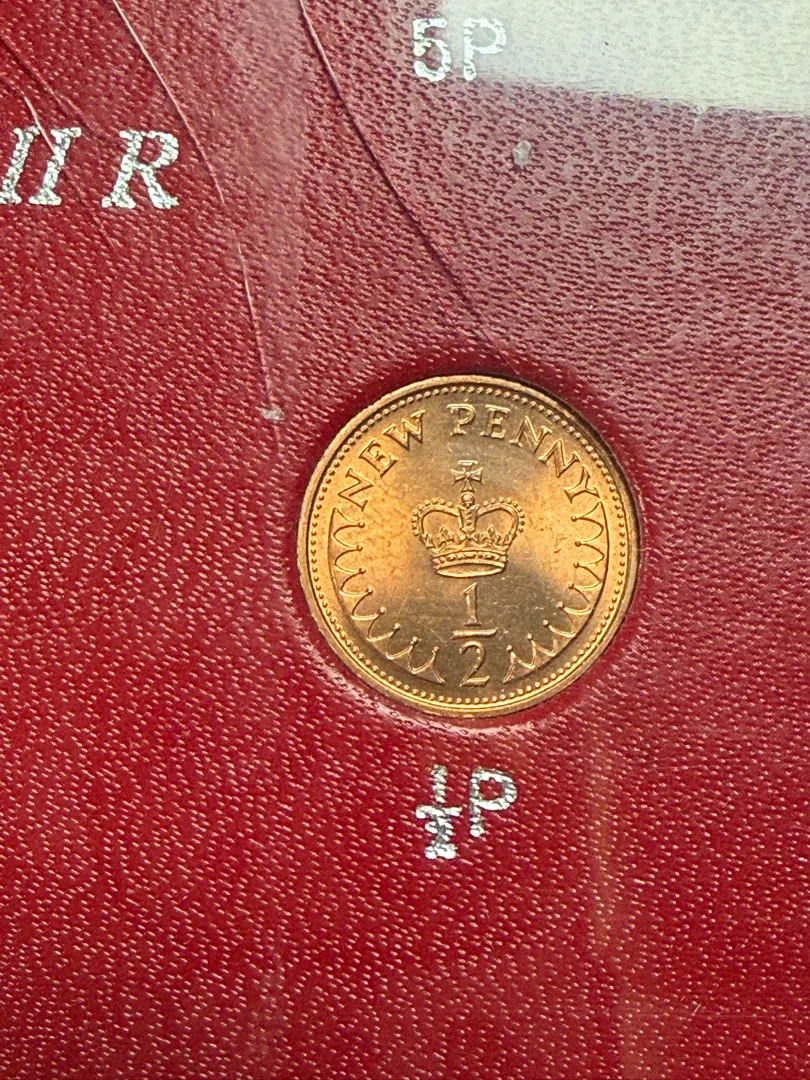 5P
II R
NEW PENNY
1/2
½P